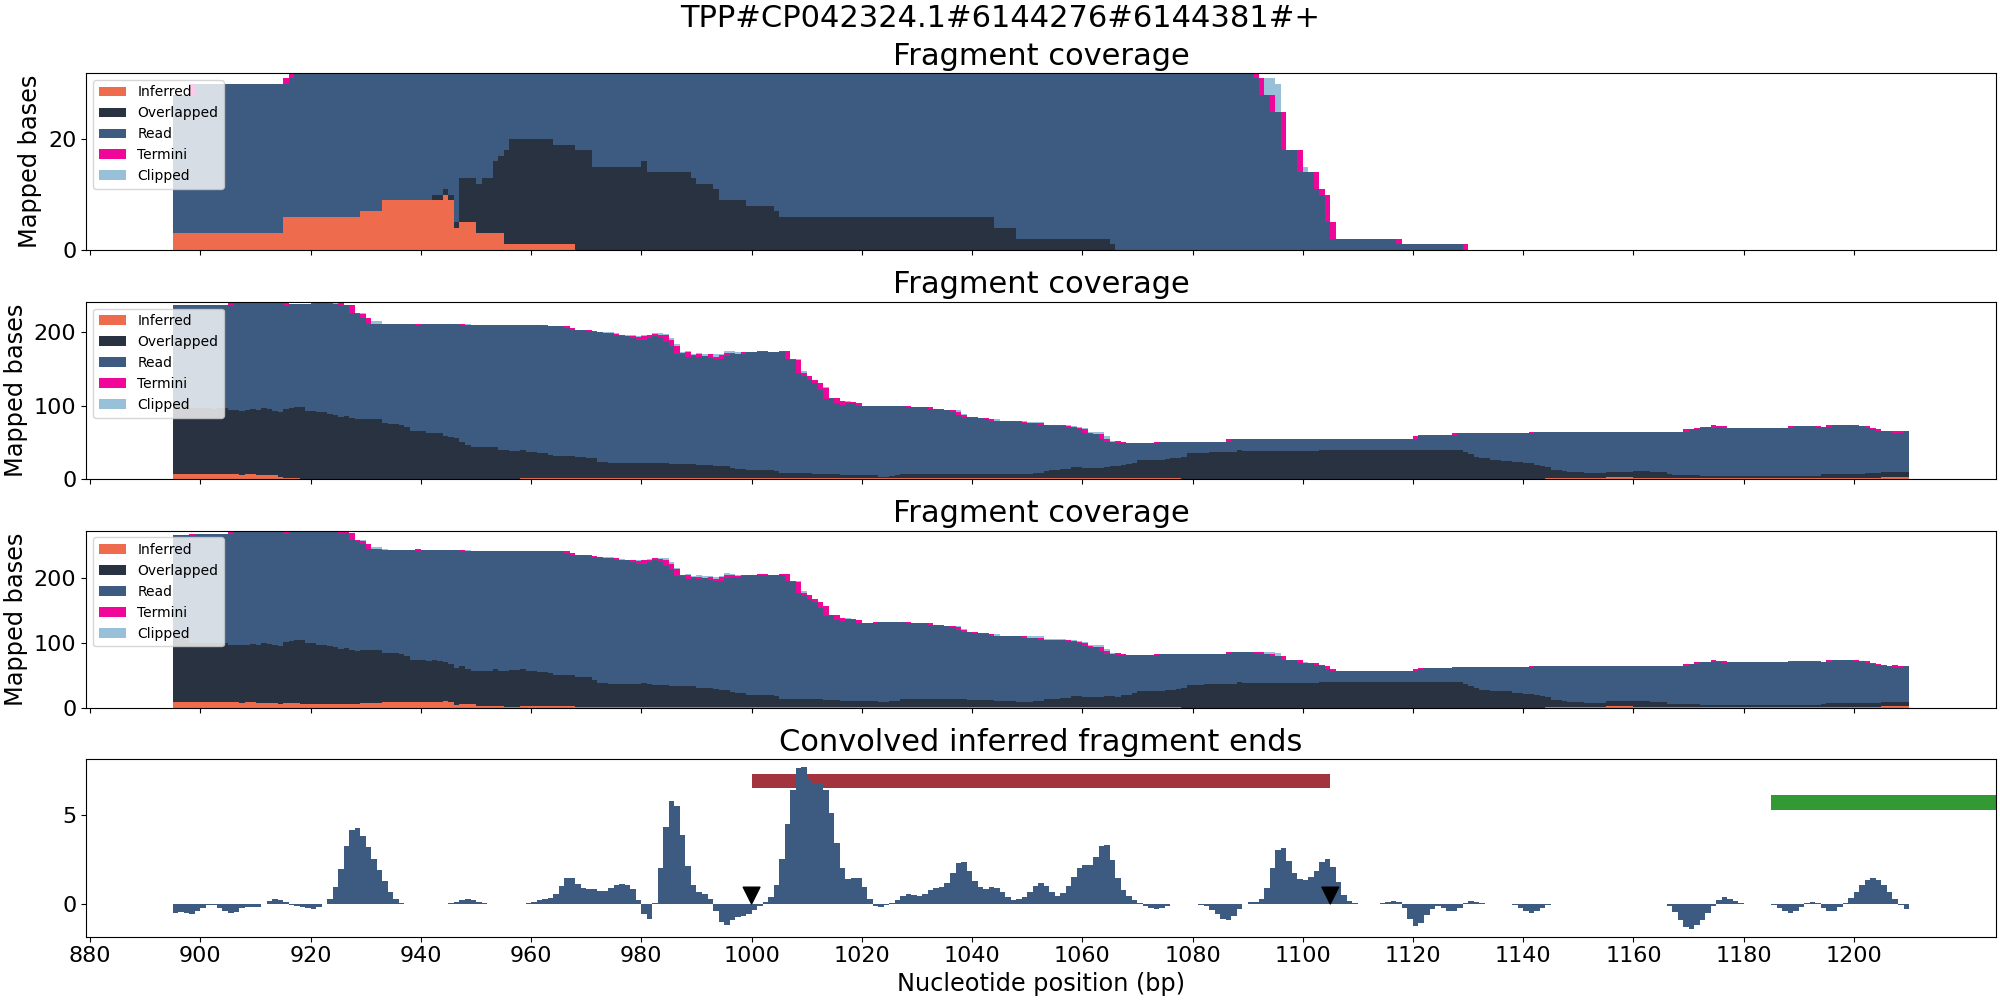 TPP#CP042324.1#6144276#6144381#+
Fragment coverage
Mapped bases
20
0
Inferred
Overlapped
Read
Termini
Clipped
Fragment coverage
Mapped bases
200
100
0
Inferred
Overlapped
Read
Termini
Clipped
Fragment coverage
Mapped bases
200
100
0
Inferred
Overlapped
Read
Termini
Clipped
Convolved inferred fragment ends
5
0
880 900 920 940 960 980 1000 1020 1040 1060 1080 1100 1120 1140 1160 1180 1200
Nucleotide position (bp)